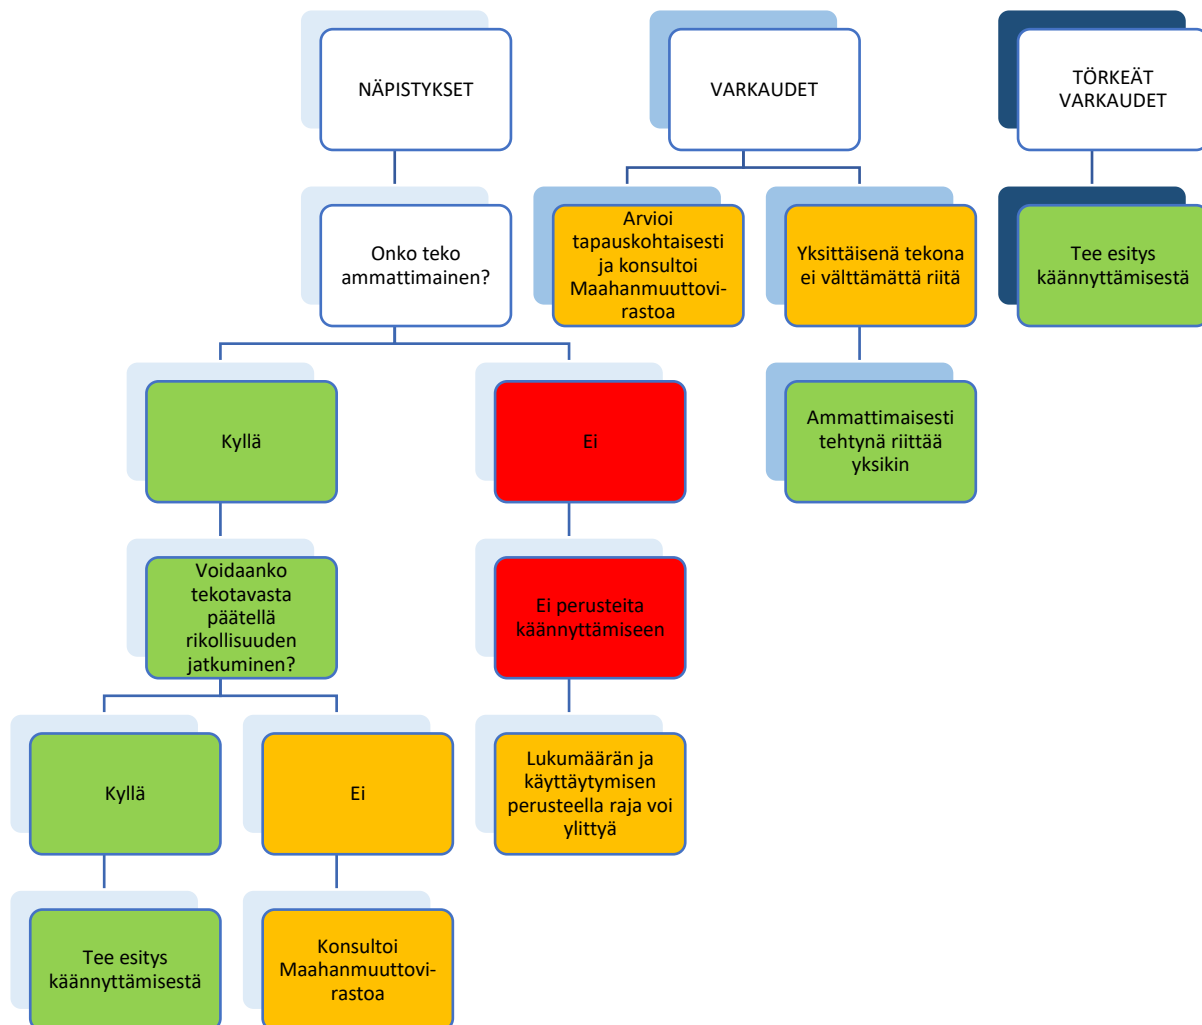 NÄPISTYKSET
VARKAUDET
TÖRKEÄT
VARKAUDET
Onko teko
ammattimainen?
Arvioi
tapauskohtaisesti
ja konsultoi
Maahanmuuttovi-
rastoa
Yksittäisenä tekona
ei välttämättä riitä
Tee esitys
käännyttämisestä
Kyllä
Ei
Ammattimaisesti
tehtynä riittää
yksikin
Voidaanko
tekotavasta
päätellä
rikollisuuden
jatkuminen?
Ei perusteita
käännyttämiseen
Kyllä
Ei
Lukumäärän ja
käyttäytymisen
perusteella raja voi
ylittyä
Tee esitys
käännyttämisestä
Konsultoi
Maahanmuuttovi-
rastoa